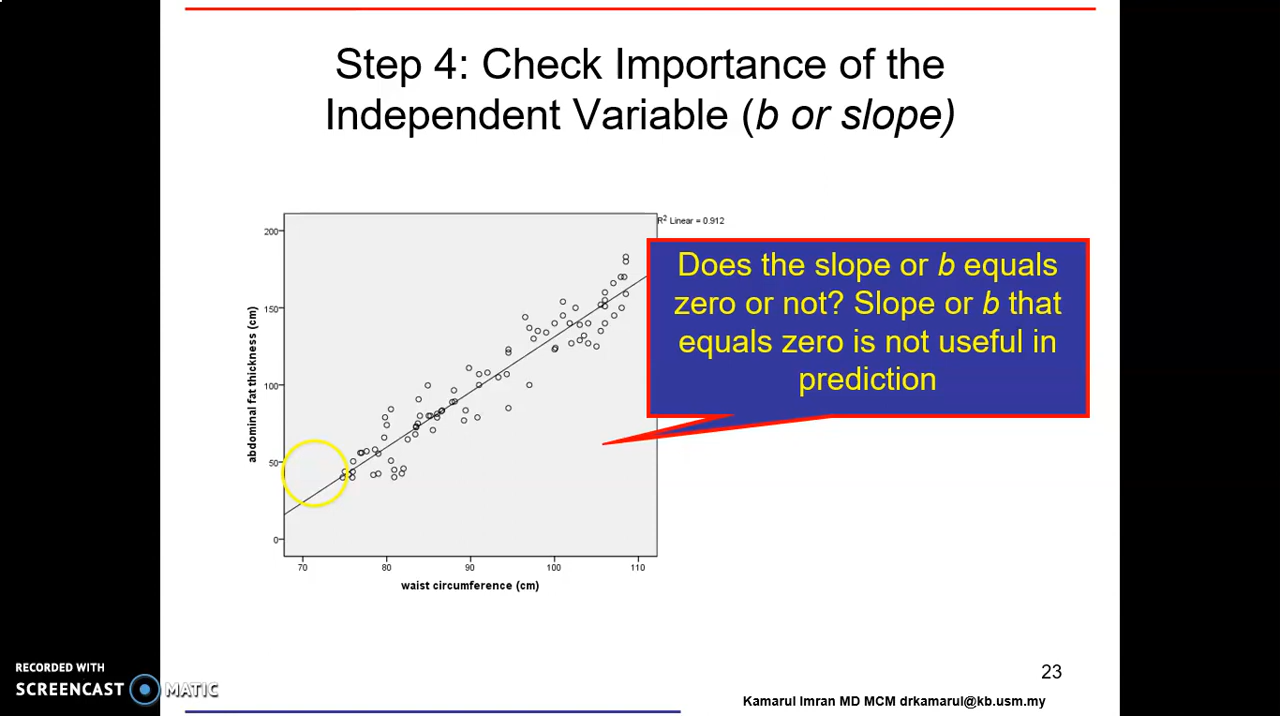 Step 4: Check Importance of the
Independent Variable (b or slope)
R2 Linear = 0.912
200
150
100
50
0
abdominal fat thickness (cm)
70 80 90 100 110
waist circumference (cm)
Does the slope or b equals
zero or not? Slope or b that
equals zero is not useful in
prediction
23
Kamarul Imran MD MCM drkamarul@kb.usm.my
RECORDED WITH
SCREENCAST MATIC